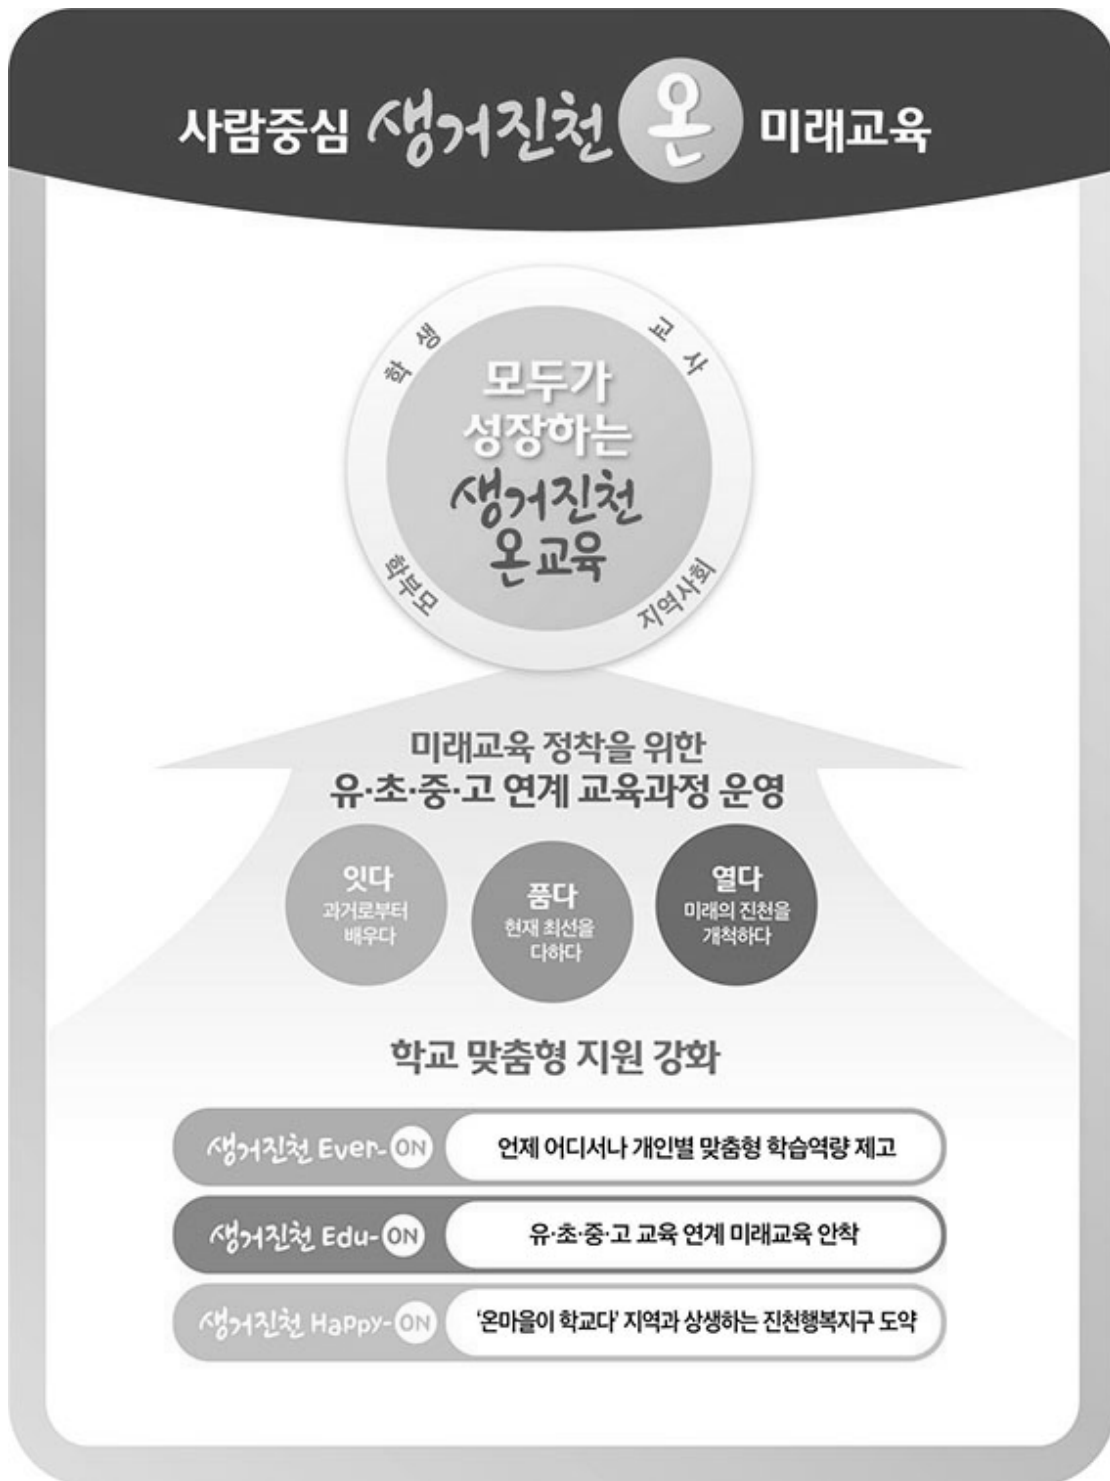 사람중심 생거진천 온 미래교육
학생
교사
모두가
성장하는
생거진천
온 교육
학부모
지역사회
미래교육 정착을 위한
유·초·중·고 연계 교육과정 운영
잇다
과거로부터
배우다
품다
현재 최선을
다하다
열다
미래의 진천을
개척하다
학교 맞춤형 지원 강화
생거진천 Ever-ON 언제 어디서나 개인별 맞춤형 학습역량 제고
생거진천 Edu-ON 유·초·중·고 교육 연계 미래교육 안착
생거진천 Happy-ON '온마을이 학교다' 지역과 상생하는 진천행복지구 도약